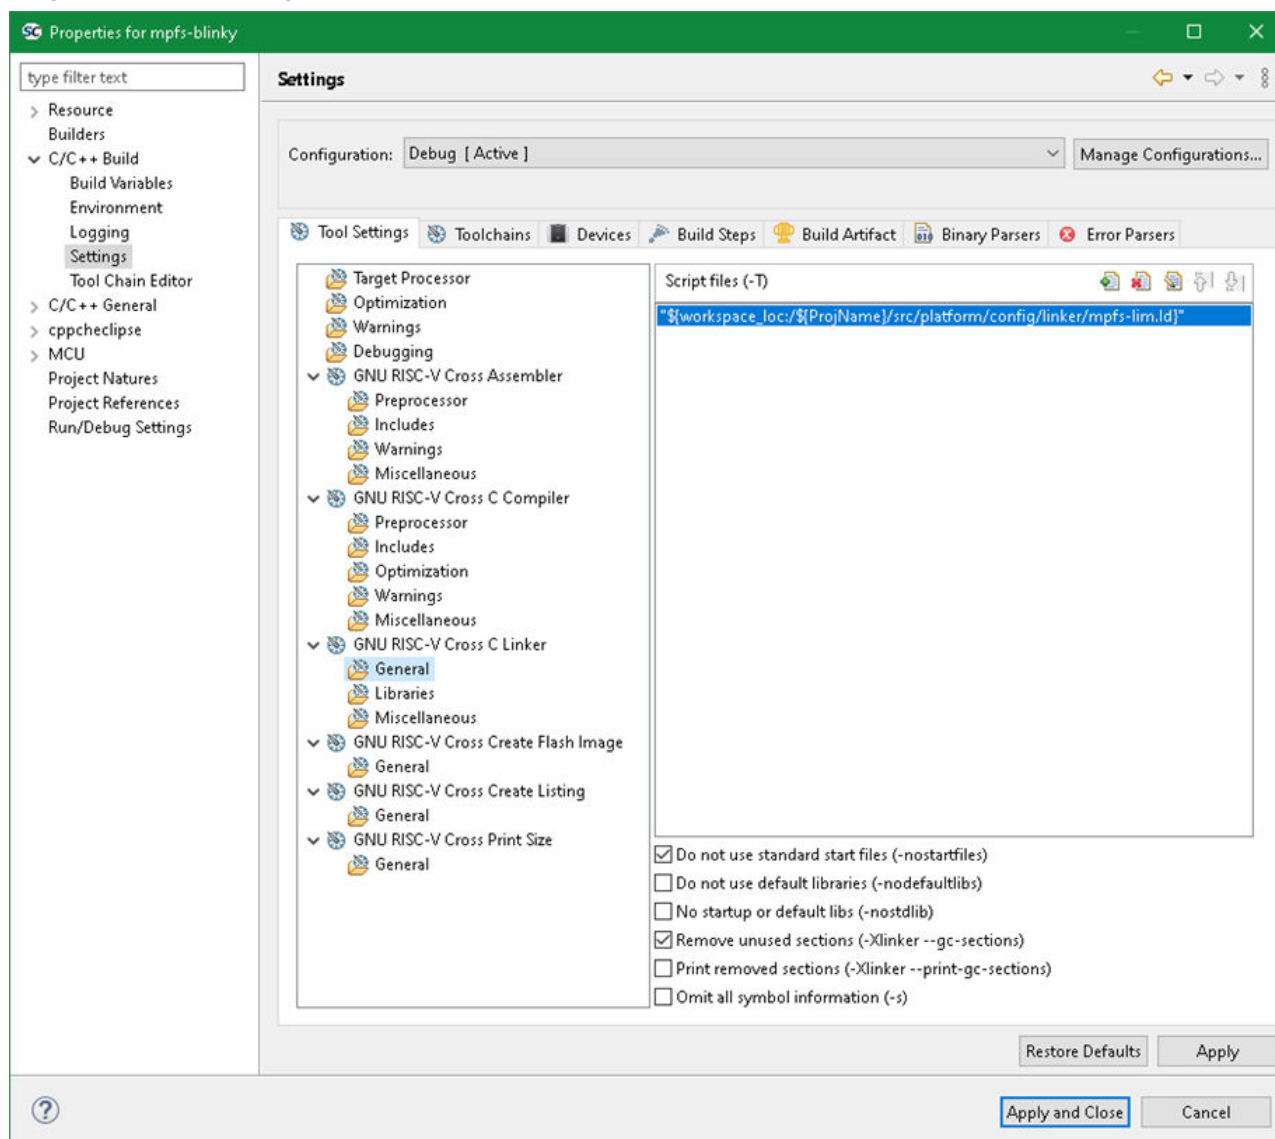 SC Properties for mpfs-blinky
type filter text
Resource
Builders
C/C++ Build
Build Variables
Environment
Logging
Settings
Tool Chain Editor
C/C++ General
cppcheclipse
MCU
Project Natures
Project References
Run/Debug Settings
Settings
Configuration: Debug [ Active ] Manage Configurations...
Tool Settings Toolchains Devices Build Steps Build Artifact Binary Parsers Error Parsers
Target Processor
Optimization
Warnings
Debugging
GNU RISC-V Cross Assembler
Preprocessor
Includes
Warnings
Miscellaneous
GNU RISC-V Cross C Compiler
Preprocessor
Includes
Optimization
Warnings
Miscellaneous
GNU RISC-V Cross C Linker
General
Libraries
Miscellaneous
GNU RISC-V Cross Create Flash Image
General
GNU RISC-V Cross Create Listing
General
GNU RISC-V Cross Print Size
General
Script files (-T)
"${workspace_loc:/${ProjName}/src/platform/config/linker/mpfs-lim.ld}"
Do not use standard start files (-nostartfiles)
Do not use default libraries (-nodefaultlibs)
No startup or default libs (-nostdlib)
Remove unused sections (-Xlinker --gc-sections)
Print removed sections (-Xlinker --print-gc-sections)
Omit all symbol information (-s)
Restore Defaults Apply
? Apply and Close Cancel